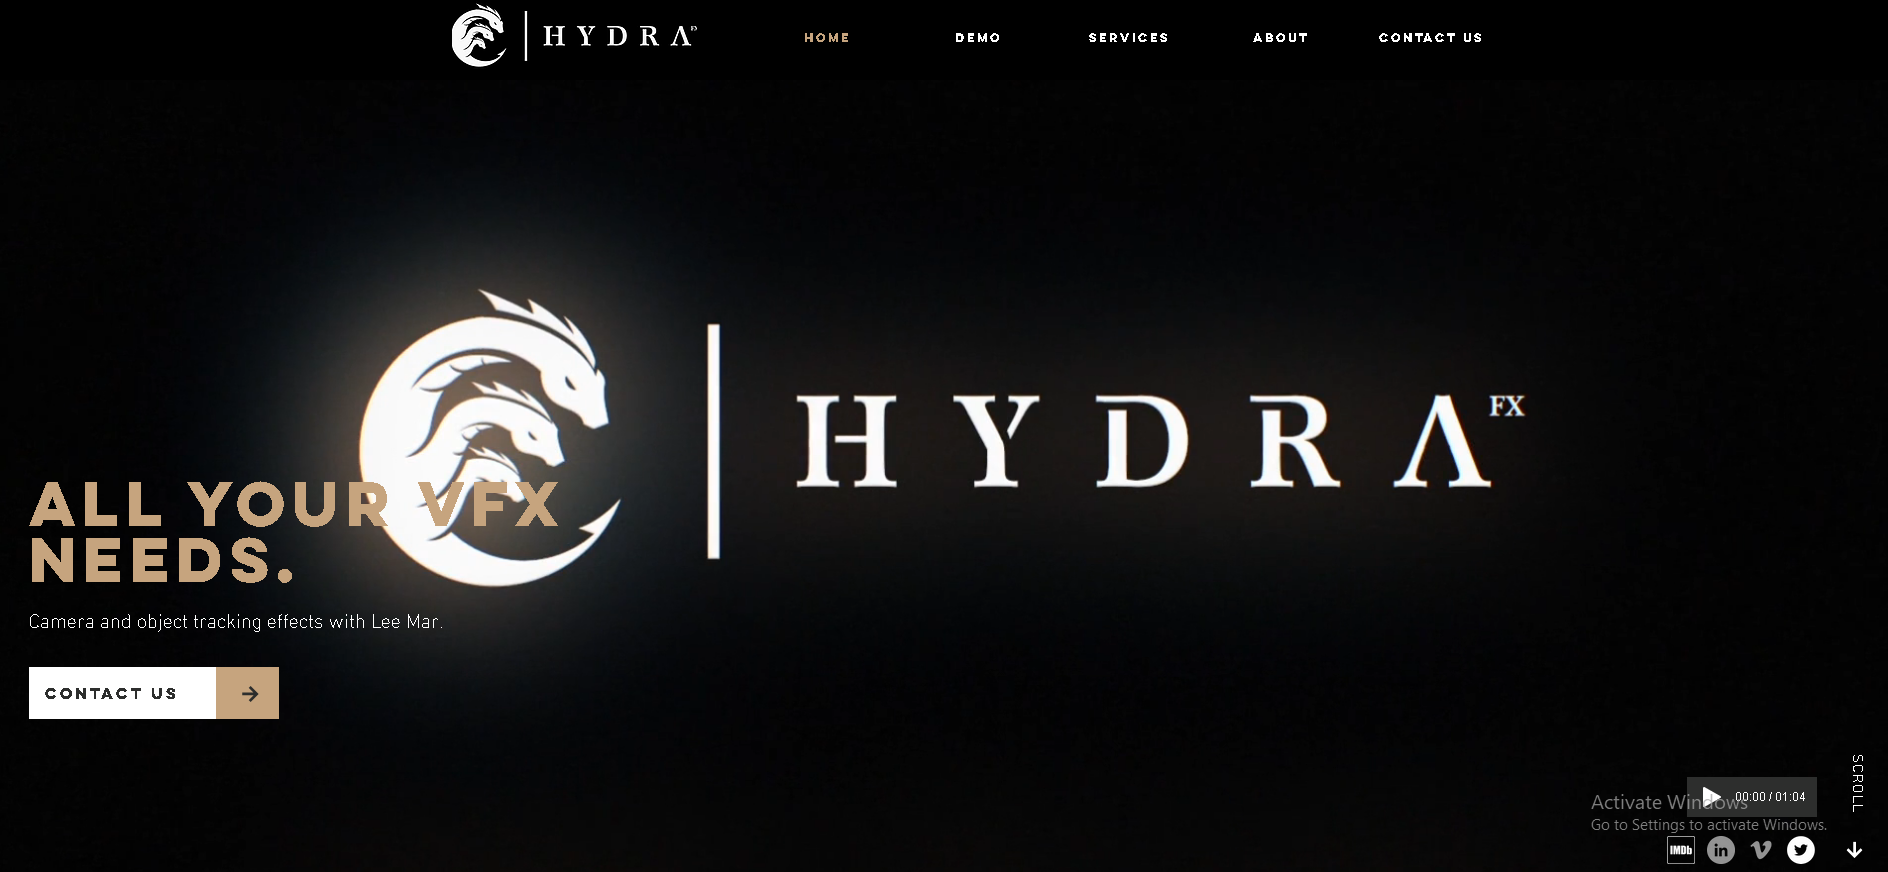 HYDRA
HOME
DEMO
SERVICES
ABOUT
CONTACT US
HYDRA FX
ALL YOUR VFX
NEEDS.
Camera and object tracking effects with Lee Mar.
CONTACT US
SCROLL
00:00 / 01:04
Activate Windows
Go to Settings to activate Windows.
IMDb
in